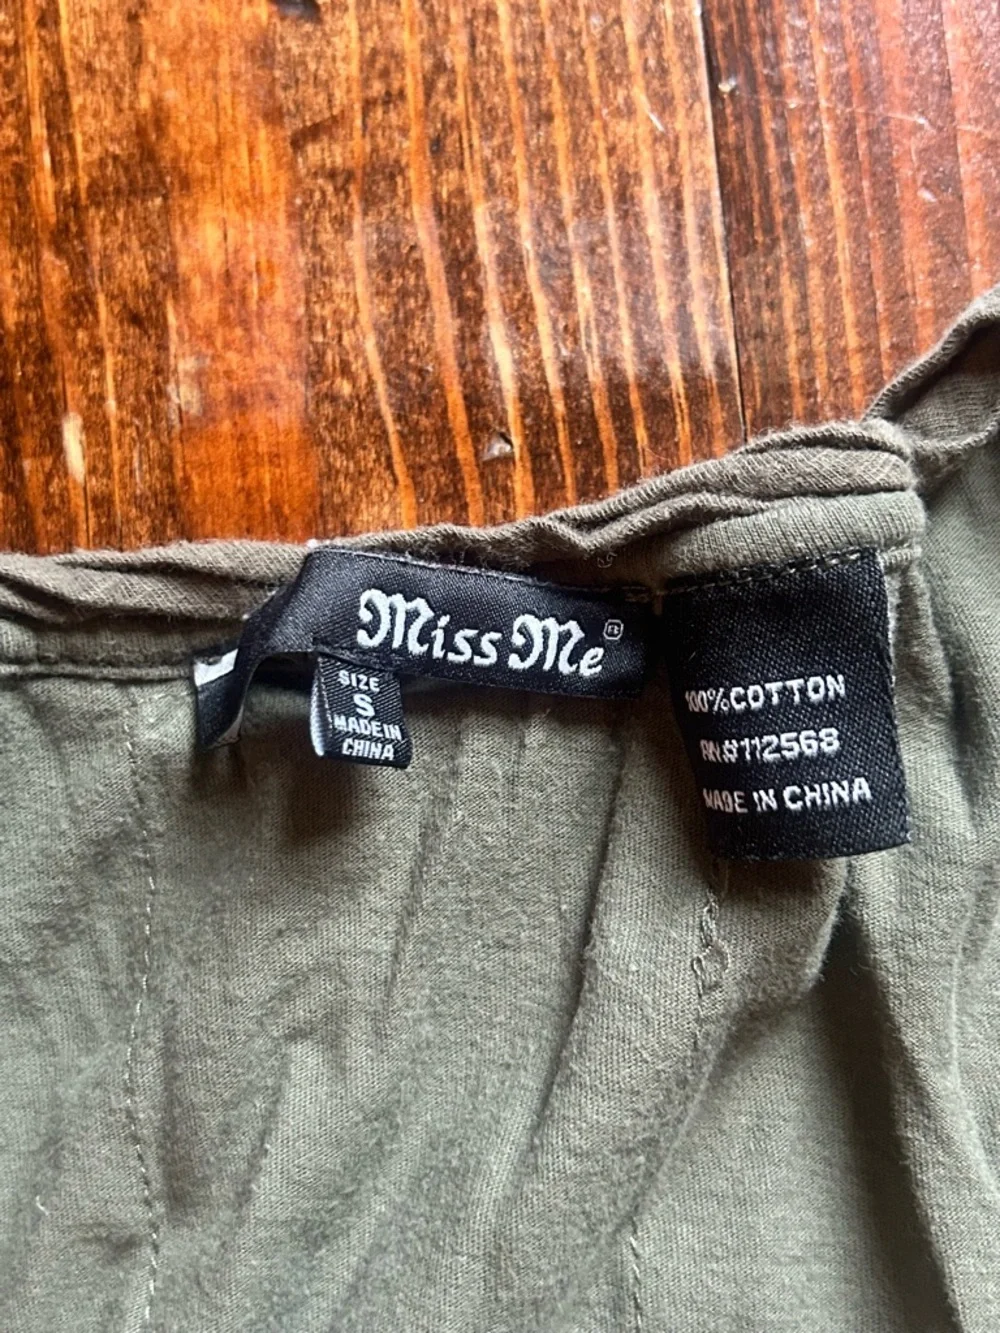 Miss Me ®
SIZE
S
MADE IN
CHINA
100% COTTON
RN#112568
MADE IN CHINA